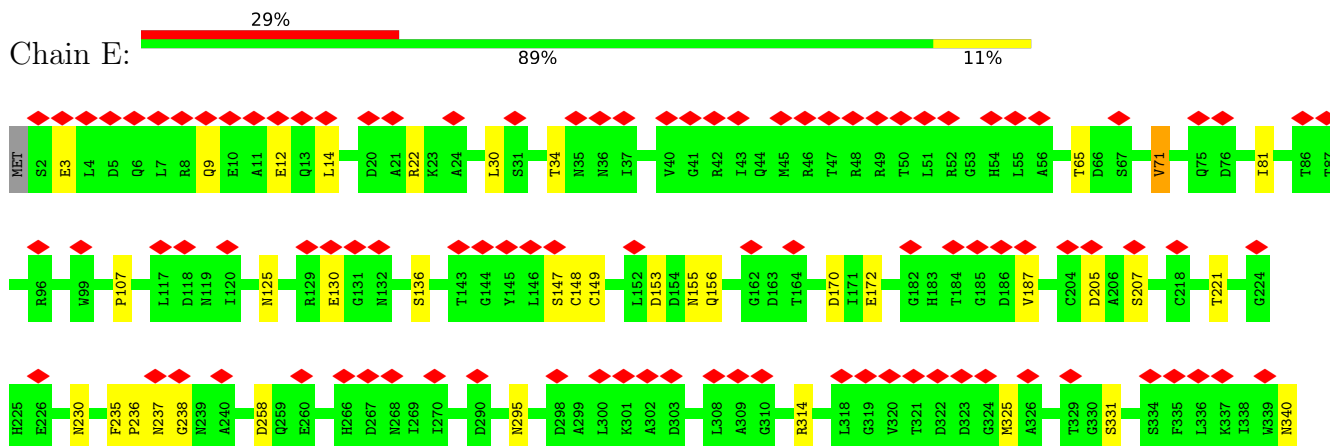 29%
Chain E:
89% 11%
MET S2 E3 L4 D5 Q6 L7 R8 Q9 E10 A11 E12 Q13 L14 D20 A21 R22 K23 A24 L30 S31 T34 N35 N36 I37 V40 G41 R42 I43 Q44 M45 R46 T47 R48 R49 T50 L51 R52 G53 H54 L55 A56 T65 D66 S67 V71 Q75 D76 I81 T86 T87
R96 W99 P107 L117 D118 N119 I120 N125 R129 E130 G131 N132 S136 T143 G144 Y145 L146 S147 C148 C149 L152 D153 D154 N155 Q156 G162 D163 T164 D170 I171 E172 G182 H183 T184 G185 D186 V187 C204 D205 A206 S207 C218 T221 G224
H225 E226 N230 F235 P236 N237 G238 N239 A240 D258 Q259 E260 H266 D267 N268 I269 I270 D290 N295 D298 A299 L300 K301 A302 D303 L308 A309 G310 R314 L318 G319 V320 T321 D322 D323 G324 M325 A326 T329 G330 S331 S334 F335 L336 K337 I338 W339 N340